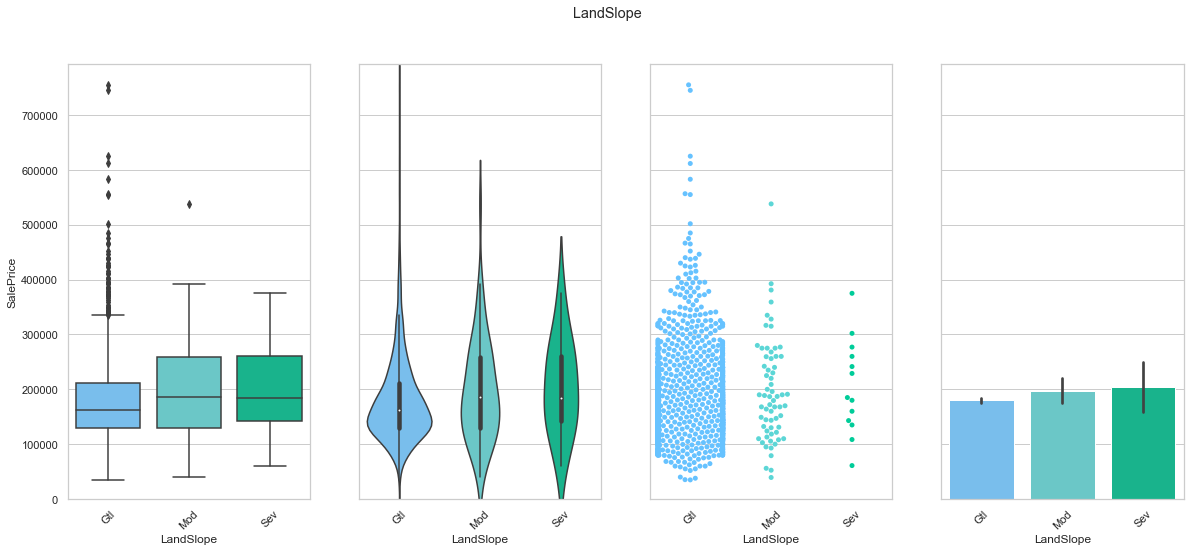 LandSlope
SalePrice
700000
600000
500000
400000
300000
200000
100000
0
Gtl Mod Sev
LandSlope
Gtl Mod Sev
LandSlope
Gtl Mod Sev
LandSlope
Gtl Mod Sev
LandSlope